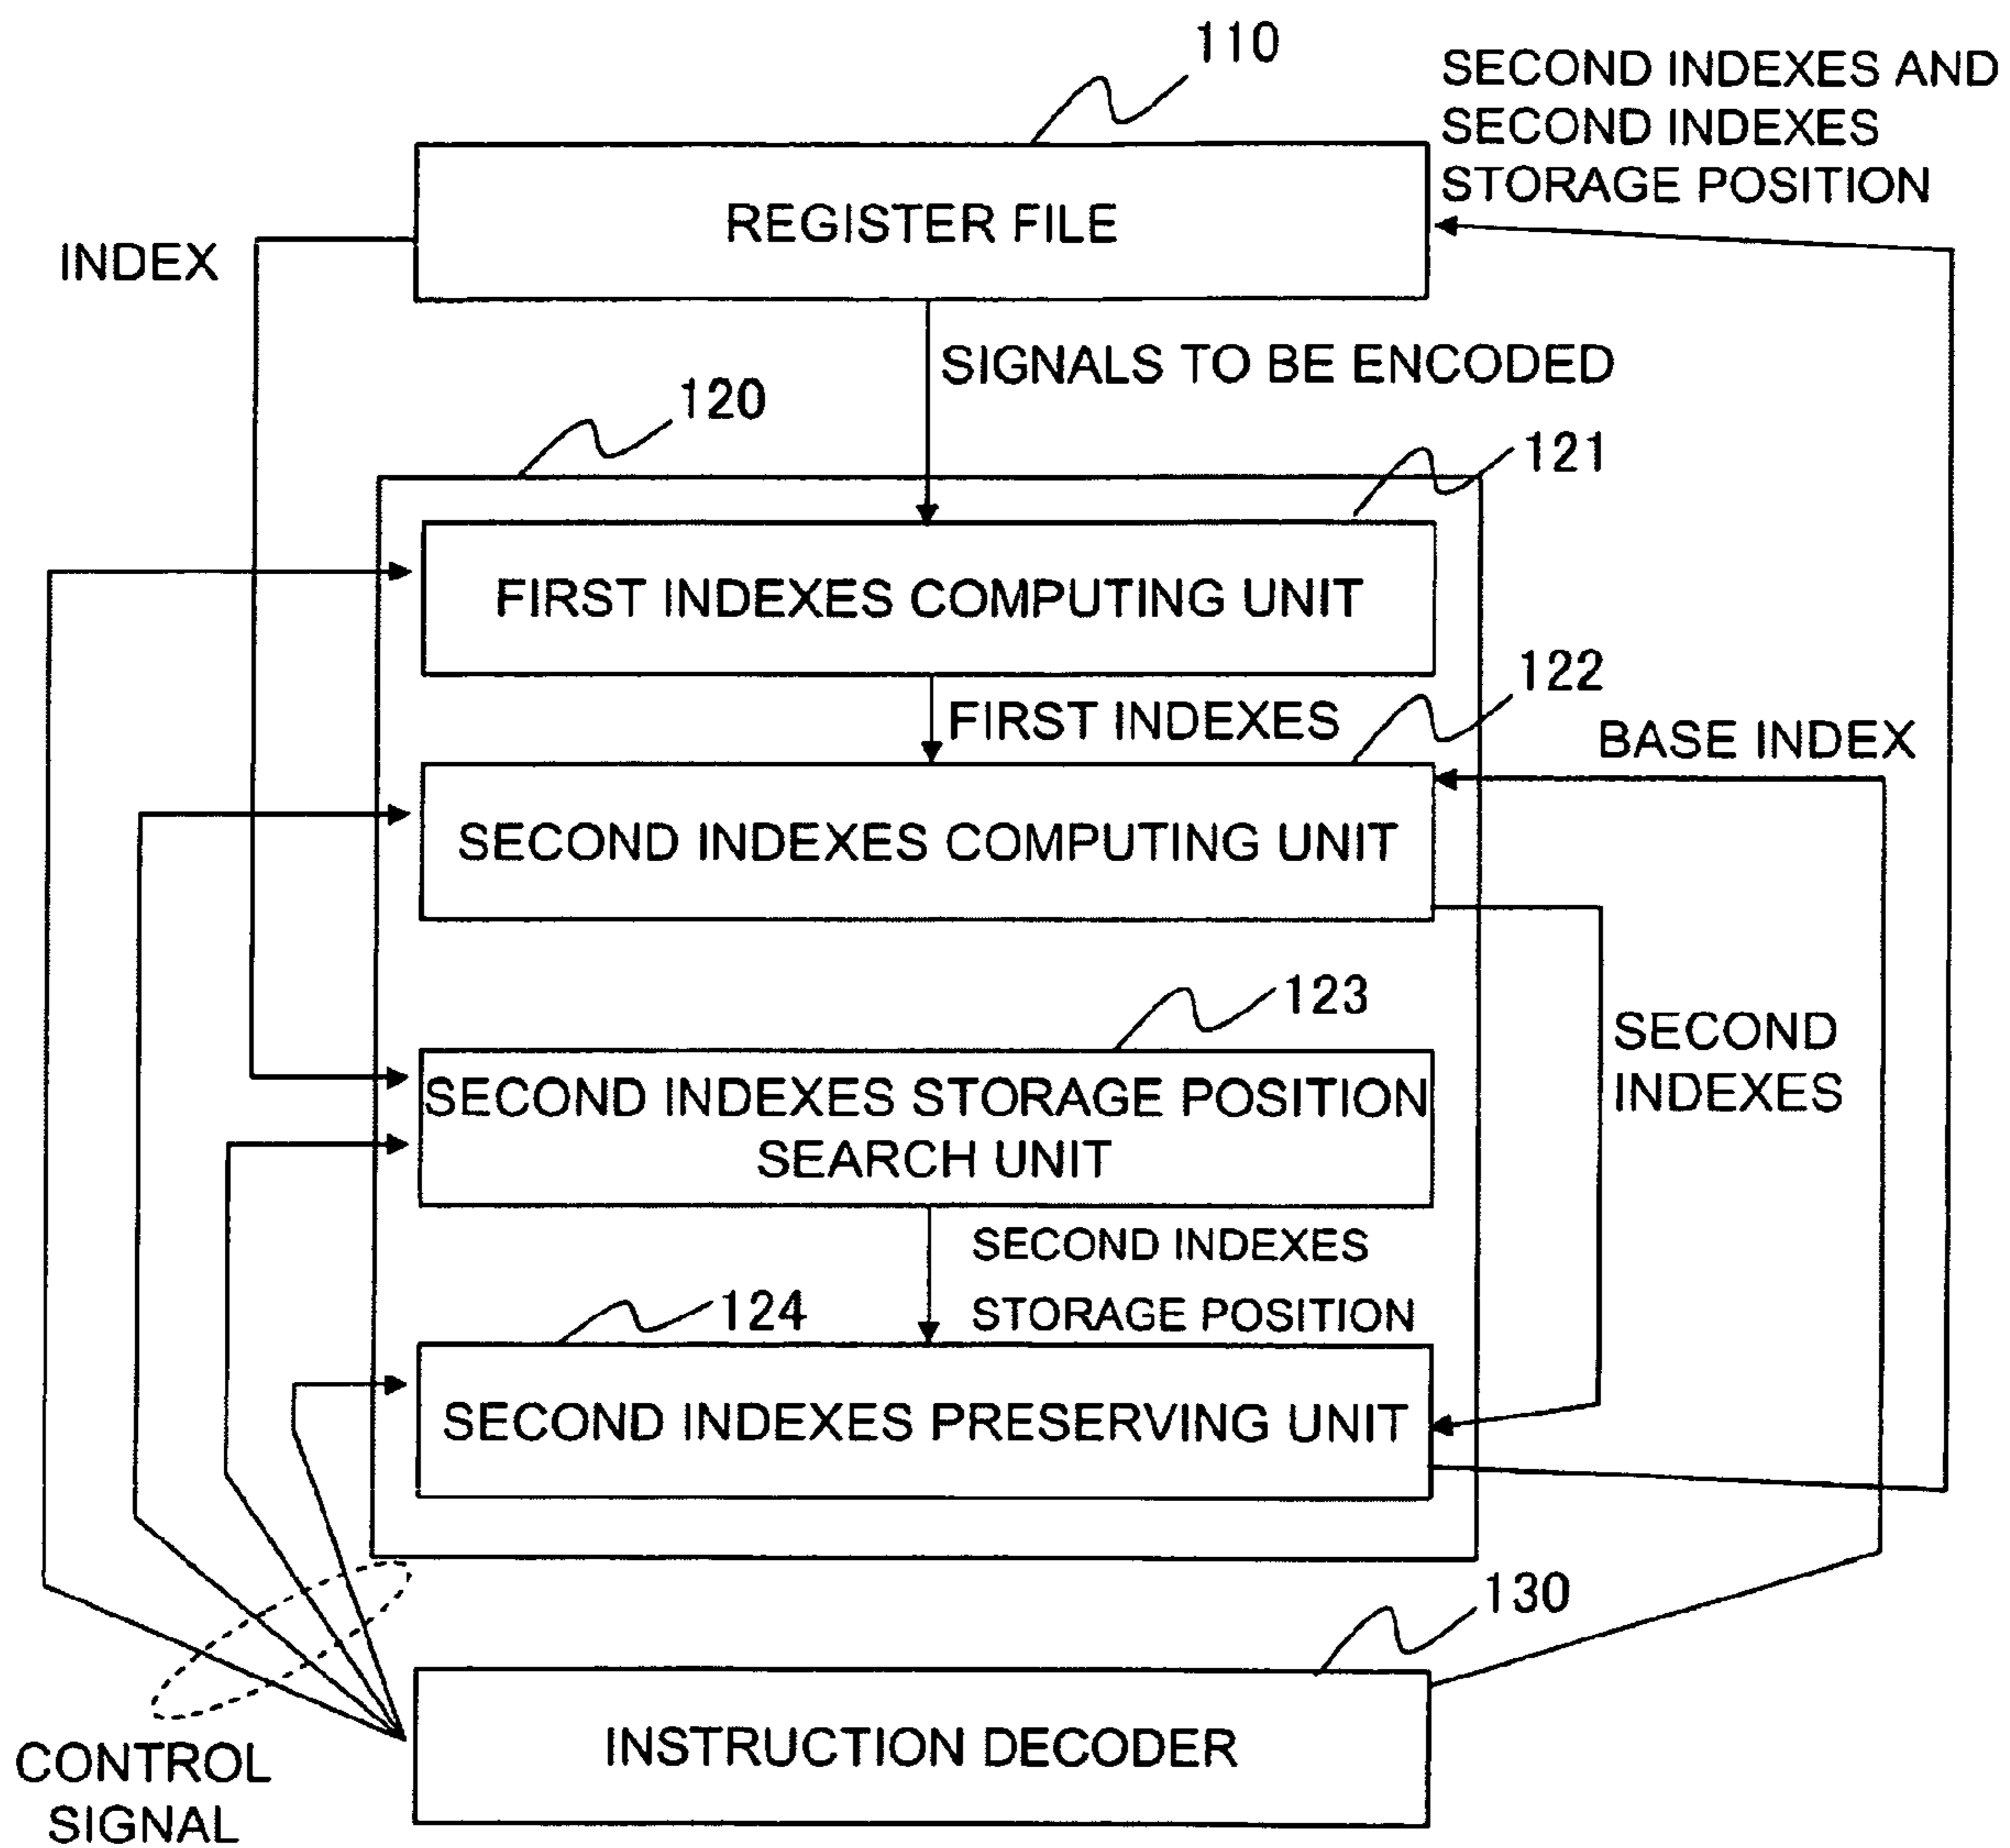 110
SECOND INDEXES AND
SECOND INDEXES
STORAGE POSITION
REGISTER FILE
INDEX
SIGNALS TO BE ENCODED
120
121
FIRST INDEXES COMPUTING UNIT
122
FIRST INDEXES
BASE INDEX
SECOND INDEXES COMPUTING UNIT
123
SECOND
INDEXES
SECOND INDEXES STORAGE POSITION
SEARCH UNIT
SECOND INDEXES
STORAGE POSITION
124
SECOND INDEXES PRESERVING UNIT
130
INSTRUCTION DECODER
CONTROL
SIGNAL